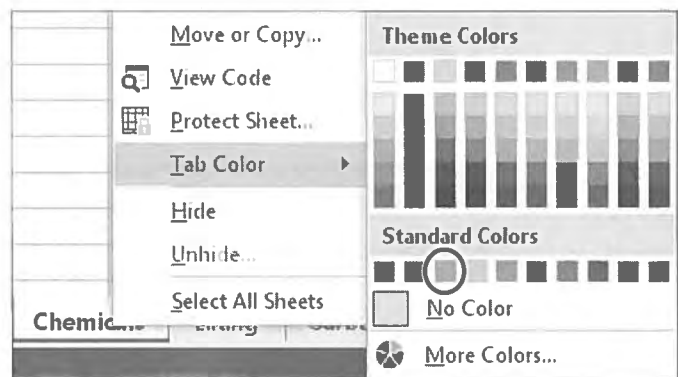 Move or Copy...
View Code
Protect Sheet...
Tab Color
Hide
Unhide...
Select All Sheets
Theme Colors
Standard Colors
No Color
More Colors...